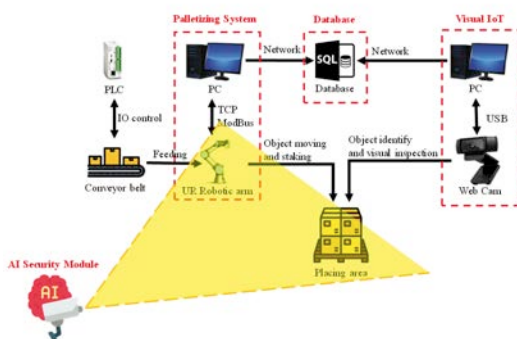 Palletizing System
Database
Visual IoT
PLC
PC
Network
SQL
Database
Network
PC
IO control
TCP
ModBus
USB
Feeding
Object moving
and staking
Object identify
and visual inspection
Conveyor belt
UR Robotic arm
Web Cam
Placing area
AI Security Module
AI